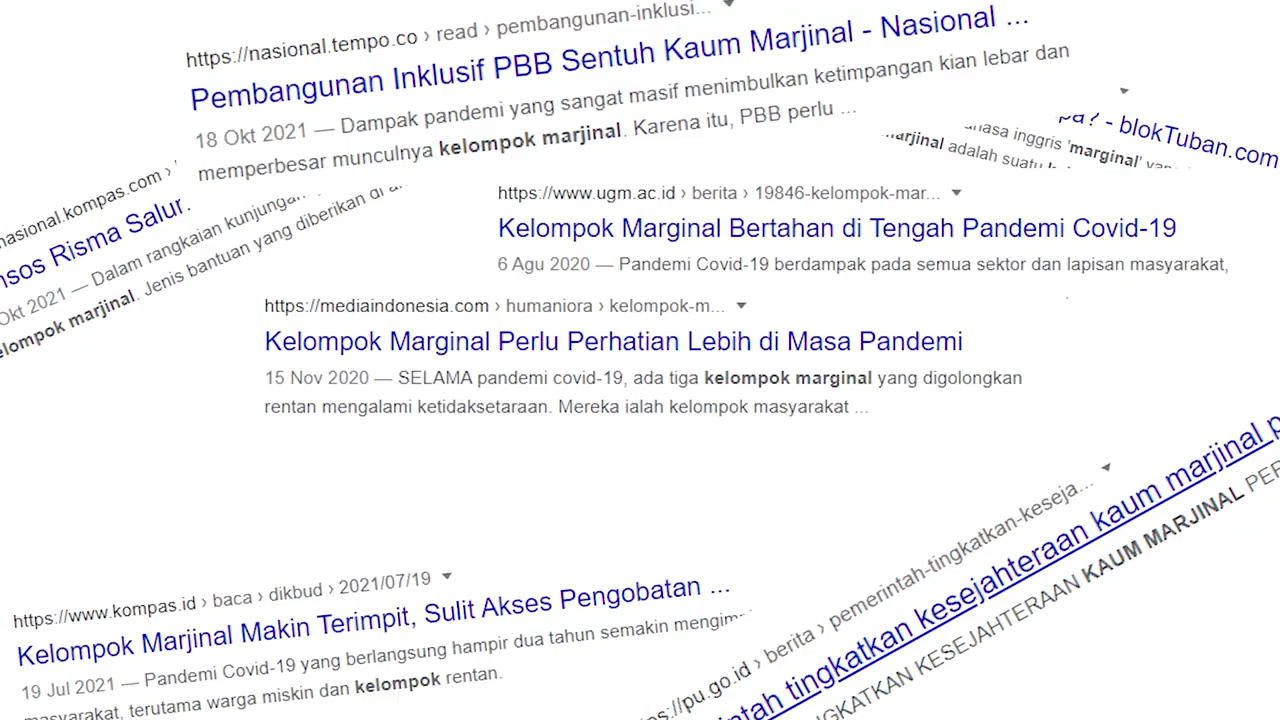 https://nasional.tempo.co › read › pembangunan-inklusi...
Pembangunan Inklusif PBB Sentuh Kaum Marjinal - Nasional ...
18 Okt 2021 — Dampak pandemi yang sangat masif menimbulkan ketimpangan kian lebar dan
memperbesar munculnya kelompok marjinal. Karena itu, PBB perlu ...
- blokTuban.com
inggris 'marginal'
adalah suatu
nasional.kompas.com ›
Risma Salur.
Okt 2021 — Dalam rangkaian
marjinal. Jenis bantuan yang diberikan di
https://www.ugm.ac.id › berita › 19846-kelompok-mar...
Kelompok Marginal Bertahan di Tengah Pandemi Covid-19
6 Agu 2020 — Pandemi Covid-19 berdampak pada semua sektor dan lapisan masyarakat,
https://mediaindonesia.com › humaniora › kelompok-m...
Kelompok Marginal Perlu Perhatian Lebih di Masa Pandemi
15 Nov 2020 — SELAMA pandemi covid-19, ada tiga kelompok marginal yang digolongkan
rentan mengalami ketidaksetaraan. Mereka ialah kelompok masyarakat ...
https://www.kompas.id › baca › dikbud › 2021/07/19
Kelompok Marjinal Makin Terimpit, Sulit Akses Pengobatan ...
19 Jul 2021 — Pandemi Covid-19 yang berlangsung hampir dua tahun semakin
masyarakat, terutama warga miskin dan kelompok rentan.
//pu.go.id › berita › pemerintah-tingkatkan-keseja...
tingkatkan kesejahteraan kaum marjinal
KESEJAHTERAAN KAUM MARJINAL